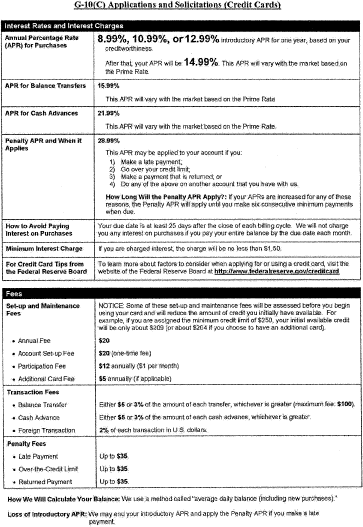 G-10(C) Applications and Solicitations (Credit Cards)
Interest Rates and Interest Charges
Annual Percentage Rate (APR) for Purchases
8.99%, 10.99%, or 12.99% introductory APR for one year, based on your
creditworthiness.
After that, your APR will be 14.99%. This APR will vary with the market based on
the Prime Rate.
APR for Balance Transfers
15.99%
This APR will vary with the market based on the Prime Rate
APR for Cash Advances
21.99%
This APR will vary with the market based on the Prime Rate.
Penalty APR and When it Applies
28.99%
This APR may be applied to your account if you:
1) Make a late payment;
2) Go over your credit limit;
3) Make a payment that is returned; or
4) Do any of the above on another account that you have with us.
How Long Will the Penalty APR Apply?: If your APRs are increased for any of these
reasons, the Penalty APR will apply until you make six consecutive minimum payments
when due.
How to Avoid Paying Interest on Purchases
Your due date is at least 25 days after the close of each billing cycle. We will not charge
you any interest on purchases if you pay your entire balance by the due date each month.
Minimum Interest Charge
If you are charged interest, the charge will be no less than $1.50.
For Credit Card Tips from the Federal Reserve Board
To learn more about factors to consider when applying for or using a credit card, visit the
website of the Federal Reserve Board at http://www.federalreserve.gov/creditcard
Fees
Set-up and Maintenance Fees
NOTICE: Some of these set-up and maintenance fees will be assessed before you begin
using your card and will reduce the amount of credit you initially have available. For
example, if you are assigned the minimum credit limit of $250, your initial available credit
will be only about $209 (or about $204 if you choose to have an additional card).
• Annual Fee
$20
• Account Set-up Fee
$20 (one-time fee)
• Participation Fee
$12 annually ($1 per month)
• Additional Card Fee
$5 annually (if applicable)
Transaction Fees
• Balance Transfer
Either $5 or 3% of the amount of each transfer, whichever is greater (maximum fee: $100).
• Cash Advance
Either $5 or 3% of the amount of each cash advance, whichever is greater.
• Foreign Transaction
2% of each transaction in U.S. dollars.
Penalty Fees
• Late Payment
Up to $35.
• Over-the-Credit Limit
Up to $35.
• Returned Payment
Up to $35.
How We Will Calculate Your Balance: We use a method called "average daily balance (including new purchases)."
Loss of Introductory APR: We may end your introductory APR and apply the Penalty APR if you make a late
payment.